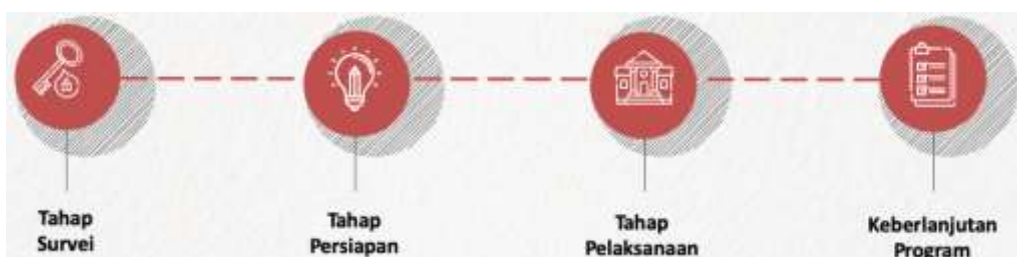 Tahap
Survei
Tahap
Persiapan
Tahap
Pelaksanaan
Keberlanjutan
Program